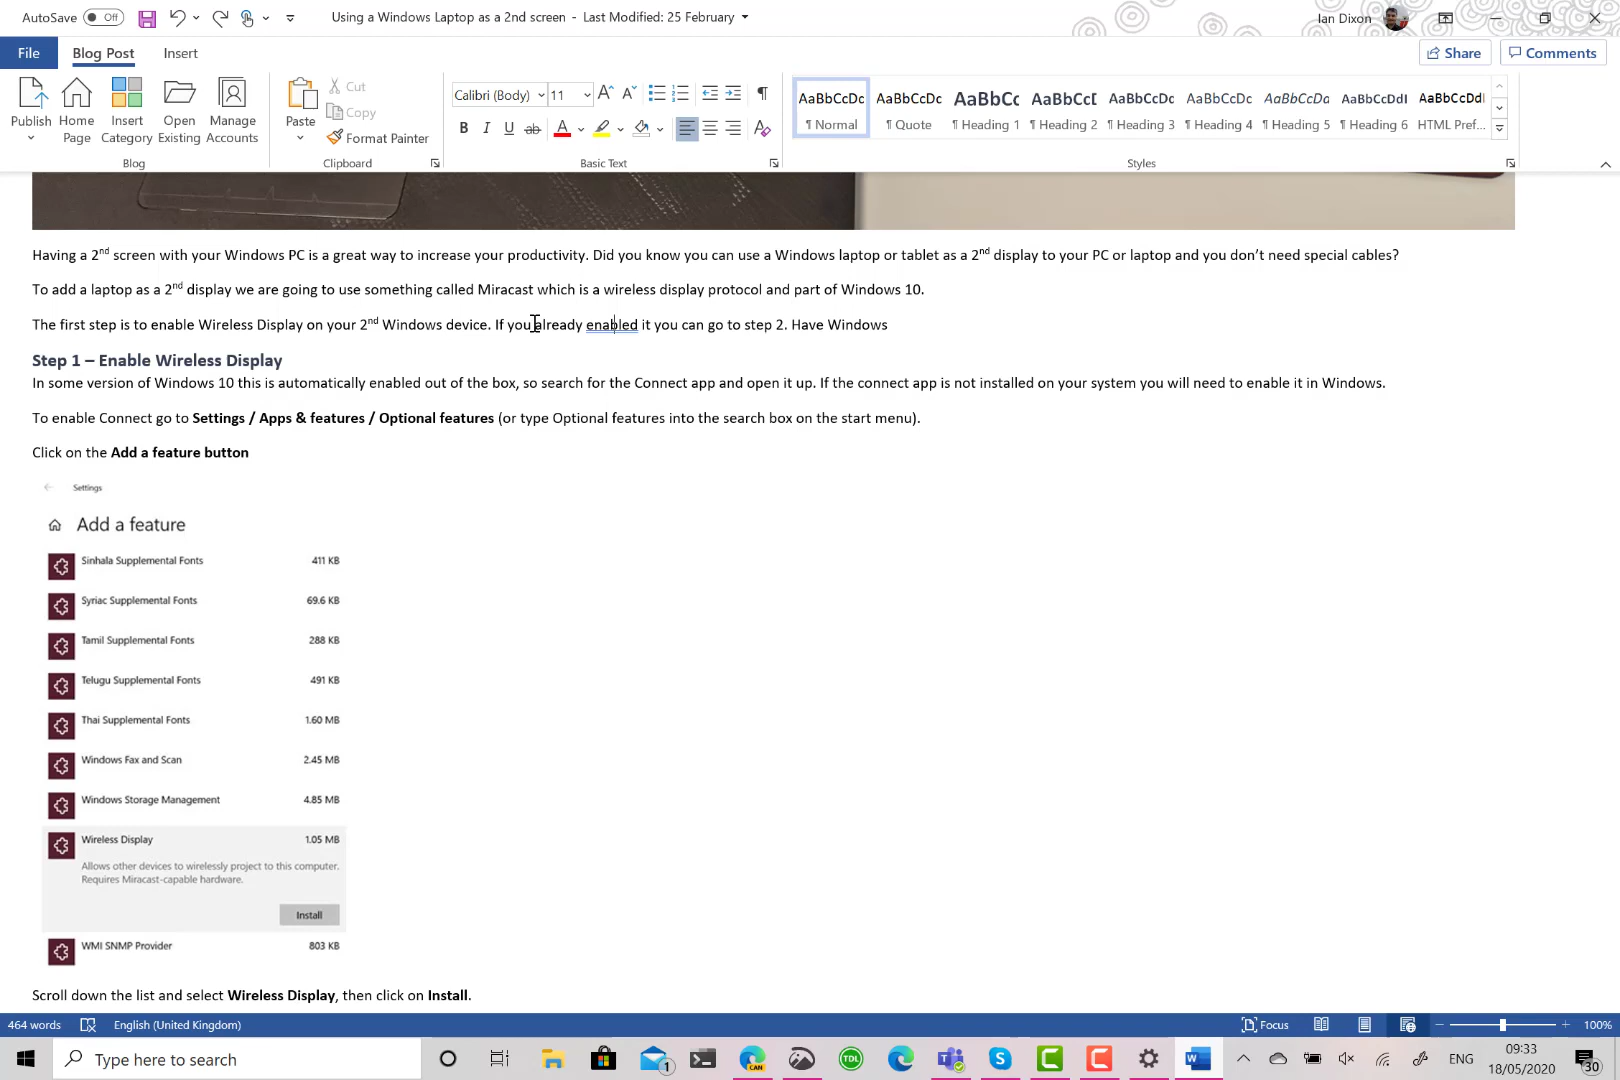 AutoSave Off
Using a Windows Laptop as a 2nd screen - Last Modified: 25 February
Ian Dixon
File
Blog Post
Insert
Share
Comments
Publish
Home Page
Insert Category
Open Existing
Manage Accounts
Blog
Paste
Cut
Copy
Format Painter
Clipboard
Calibri (Body)
11
Basic Text
AaBbCcDc
¶ Normal
AaBbCcDc
¶ Quote
AaBbCc
¶ Heading 1
AaBbCcD
¶ Heading 2
AaBbCcDc
¶ Heading 3
AaBbCcDc
¶ Heading 4
AaBbCcDc
¶ Heading 5
AaBbCcDdI
¶ Heading 6
AaBbCcDdI
HTML Pref...
Styles
Having a 2nd screen with your Windows PC is a great way to increase your productivity. Did you know you can use a Windows laptop or tablet as a 2nd display to your PC or laptop and you don’t need special cables?
To add a laptop as a 2nd display we are going to use something called Miracast which is a wireless display protocol and part of Windows 10.
The first step is to enable Wireless Display on your 2nd Windows device. If you already enabled it you can go to step 2. Have Windows
Step 1 – Enable Wireless Display
In some version of Windows 10 this is automatically enabled out of the box, so search for the Connect app and open it up. If the connect app is not installed on your system you will need to enable it in Windows.
To enable Connect go to Settings / Apps & features / Optional features (or type Optional features into the search box on the start menu).
Click on the Add a feature button
Settings
Add a feature
Sinhala Supplemental Fonts 411 KB
Syriac Supplemental Fonts 69.6 KB
Tamil Supplemental Fonts 288 KB
Telugu Supplemental Fonts 491 KB
Thai Supplemental Fonts 1.60 MB
Windows Fax and Scan 2.45 MB
Windows Storage Management 4.85 MB
Wireless Display 1.05 MB
Allows other devices to wirelessly project to this computer.
Requires Miracast-capable hardware.
Install
WMI SNMP Provider 803 KB
Scroll down the list and select Wireless Display, then click on Install.
464 words
English (United Kingdom)
Focus
100%
Type here to search
1
CAN
TDL
ENG
09:33
18/05/2020
30